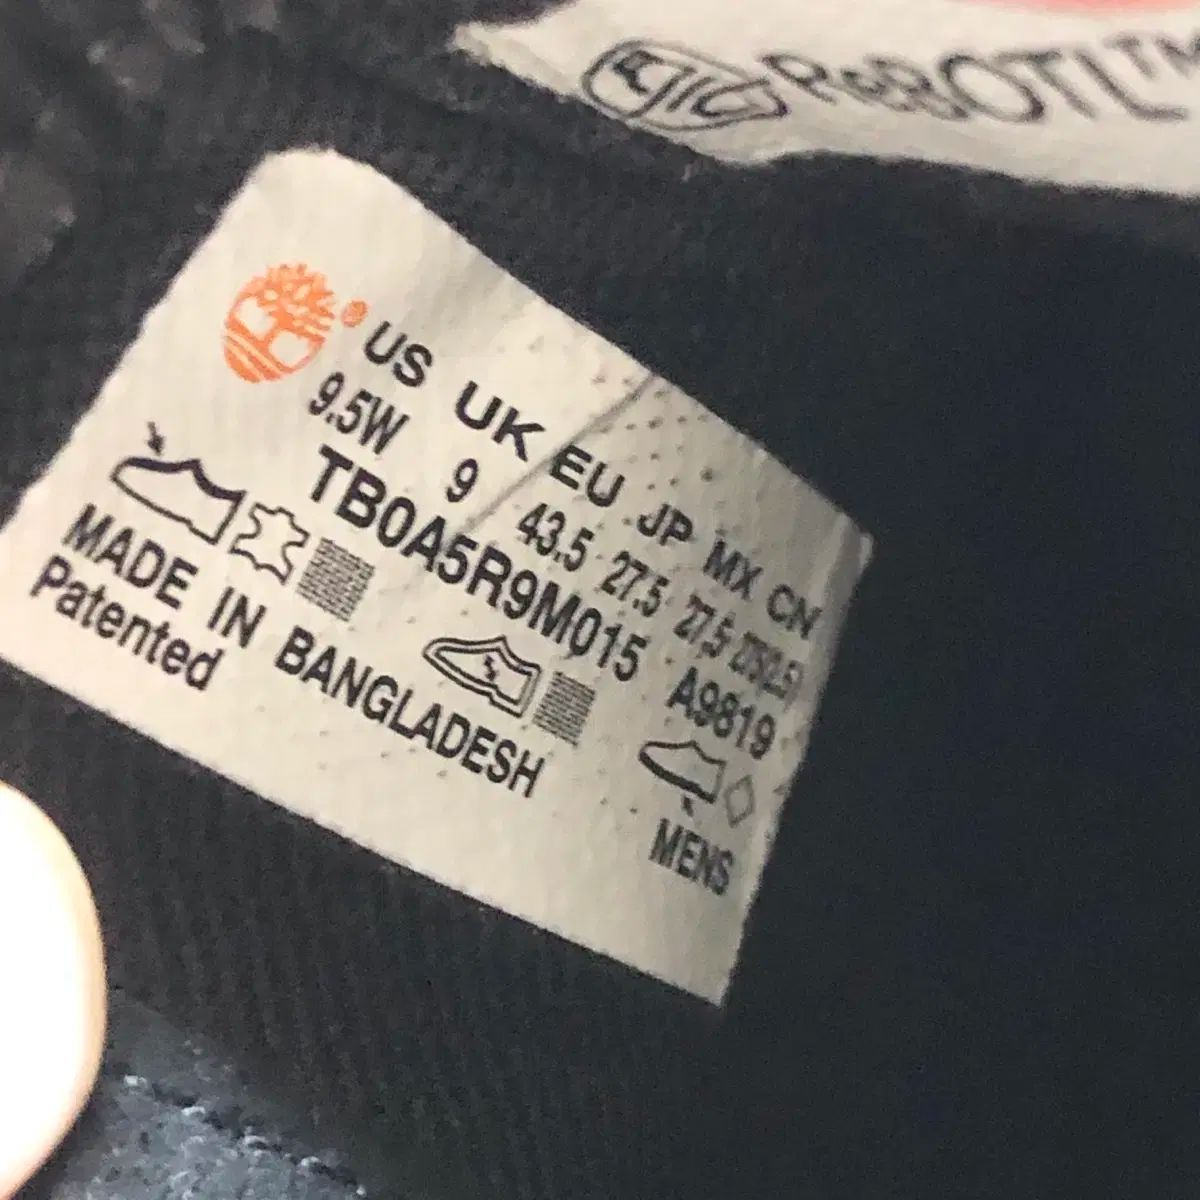 ReBOTL™
US UK EU JP MX CN
9.5W 9 43.5 27.5 27.5 275(2.5)
TB0A5R9M015 A9819
MADE IN BANGLADESH
MENS
Patented